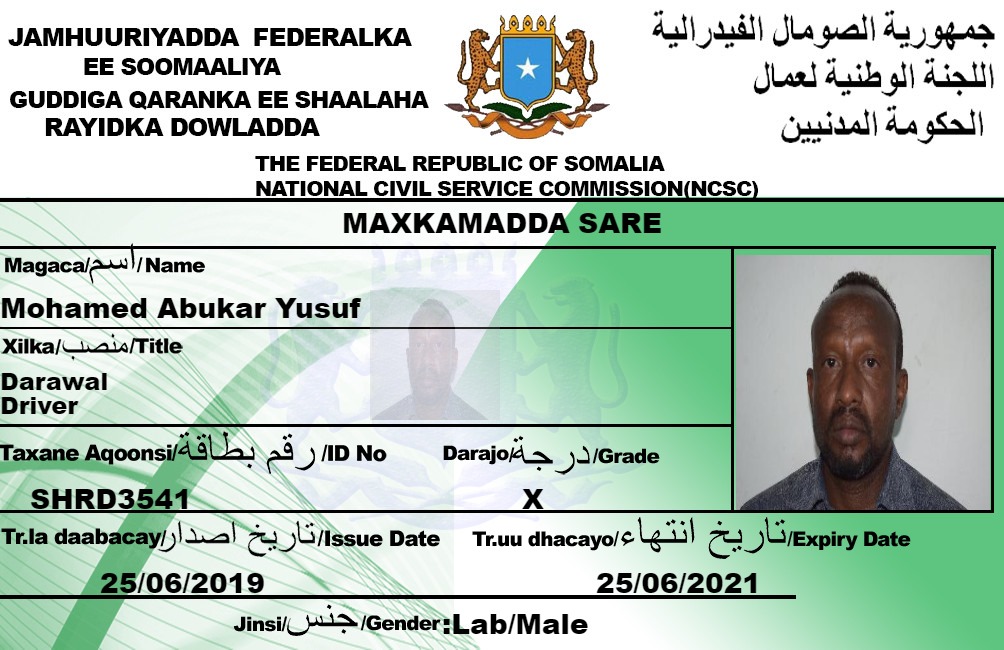 JAMHUURIYADDA FEDERALKA
EE SOOMAALIYA
GUDDIGA QARANKA EE SHAALAHA
RAYIDKA DOWLADDA
جمهورية الصومال الفيدرالية
اللجنة الوطنية لعمال
الحكومة المدنيين
THE FEDERAL REPUBLIC OF SOMALIA
NATIONAL CIVIL SERVICE COMMISSION(NCSC)
MAXKAMADDA SARE
Magaca/اسم/Name
Mohamed Abukar Yusuf
Xilka/منصب/Title
Darawal
Driver
Taxane Aqoonsi/رقم بطاقة/ID No
Darajo/درجة/Grade
SHRD3541
X
Tr.la daabacay/تاريخ اصدار/Issue Date
Tr.uu dhacayo/تاريخ انتهاء/Expiry Date
25/06/2019
25/06/2021
Jinsi/جنس/Gender:Lab/Male